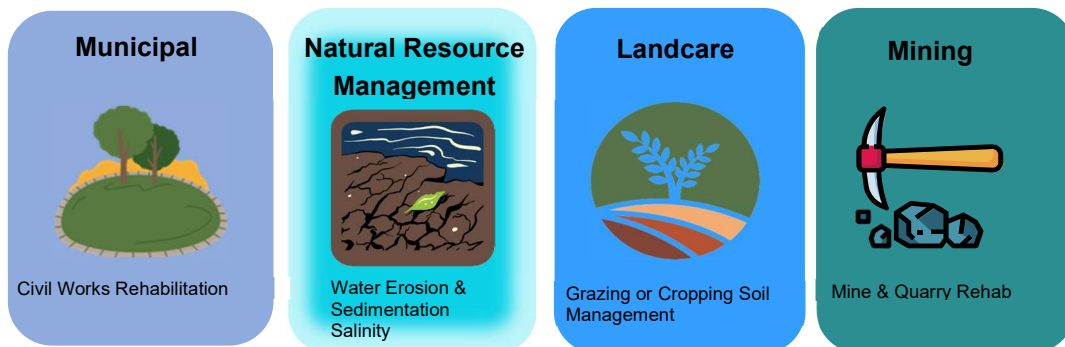 Municipal
Civil Works Rehabilitation
Natural Resource
Management
Water Erosion &
Sedimentation
Salinity
Landcare
Grazing or Cropping Soil
Management
Mining
Mine & Quarry Rehab